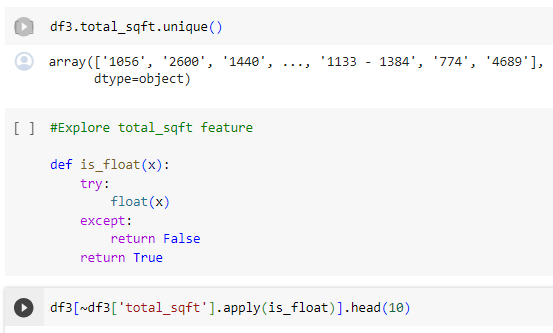 df3.total_sqft.unique()
array(['1056', '2600', '1440', ..., '1133 - 1384', '774', '4689'],
      dtype=object)
[ ] #Explore total_sqft feature
def is_float(x):
    try:
        float(x)
    except:
        return False
    return True
df3[~df3['total_sqft'].apply(is_float)].head(10)